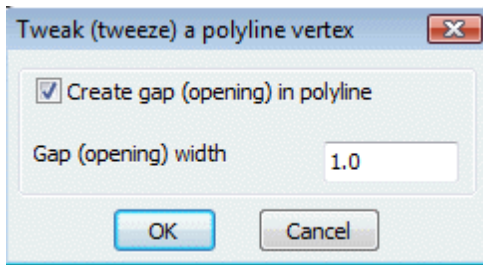 Tweak (tweeze) a polyline vertex
Create gap (opening) in polyline
Gap (opening) width 1.0
OK Cancel